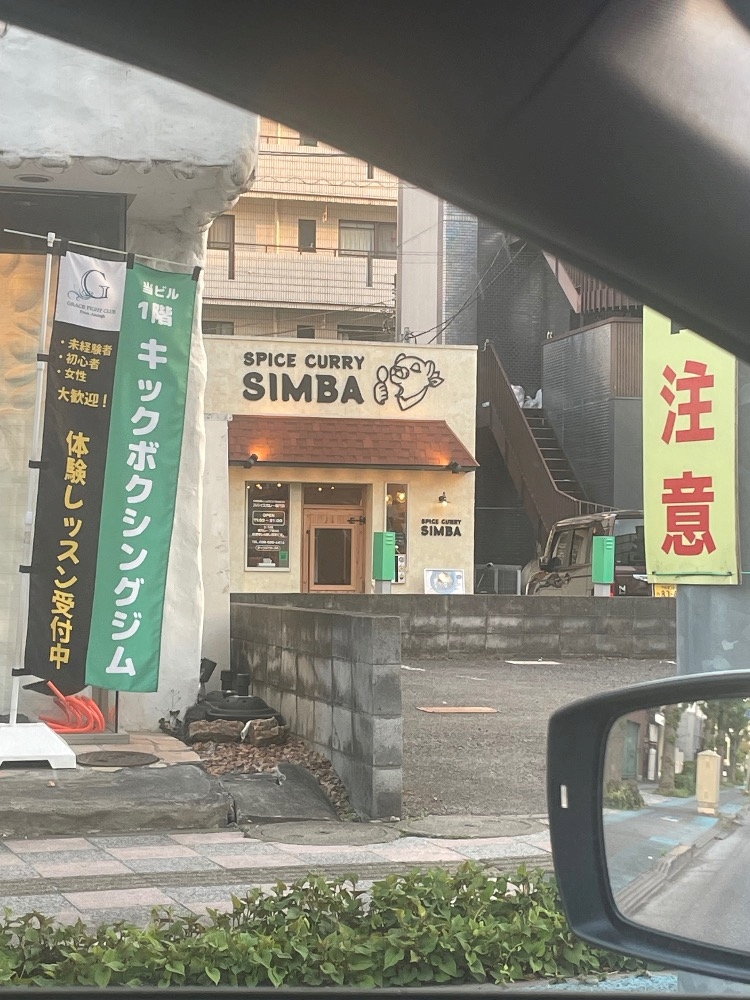 当ビル
1階
キックボクシングジム
G
GRACE FIGHT CLUB
・未経験者
・初心者
・女性
大歓迎！
体験レッスン受付中
SPICE CURRY
SIMBA
OPEN
SPICE CURRY
SIMBA
注意
N